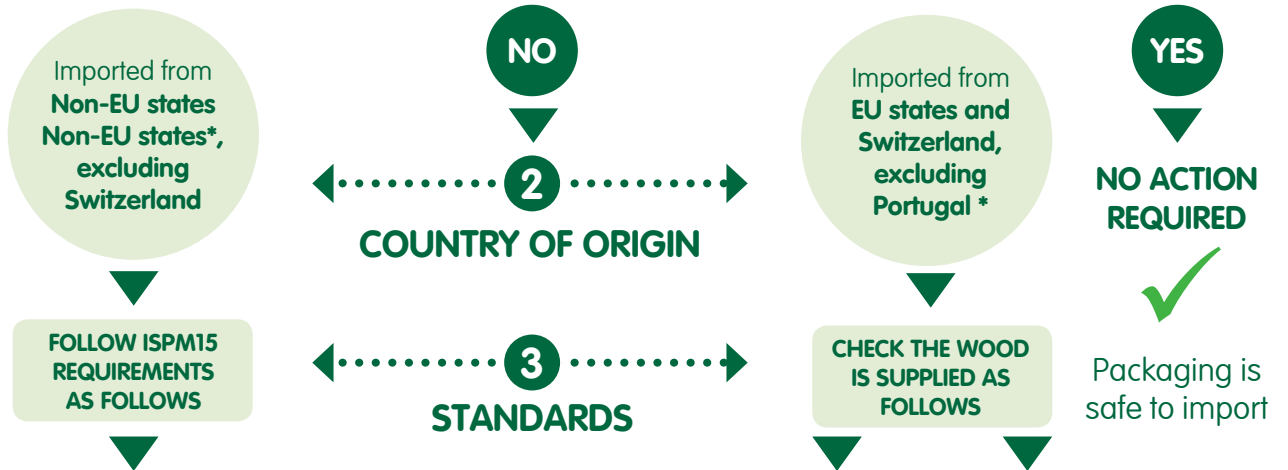 Imported from
Non-EU states
Non-EU states*,
excluding
Switzerland
NO
2
COUNTRY OF ORIGIN
Imported from
EU states and
Switzerland,
excluding
Portugal *
YES
NO ACTION
REQUIRED
FOLLOW ISPM15
REQUIREMENTS
AS FOLLOWS
3
STANDARDS
CHECK THE WOOD
IS SUPPLIED AS
FOLLOWS
Packaging is
safe to import